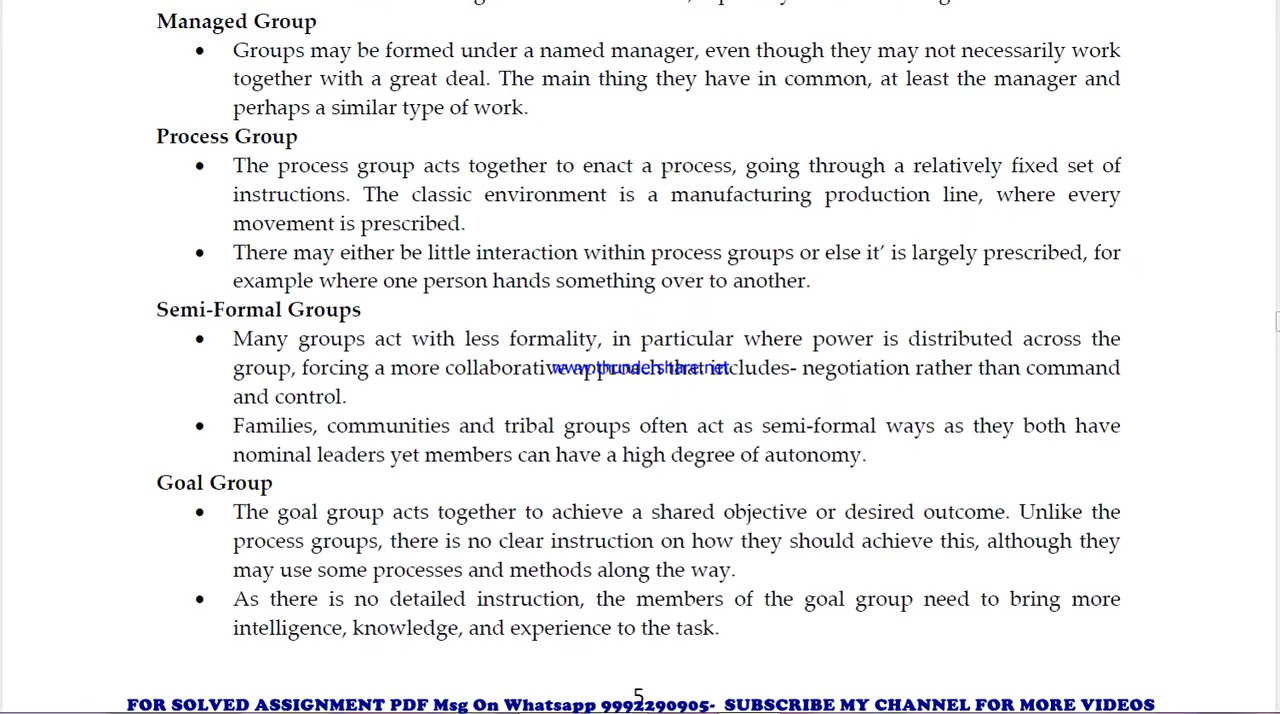 Managed Group
• Groups may be formed under a named manager, even though they may not necessarily work
together with a great deal. The main thing they have in common, at least the manager and
perhaps a similar type of work.
Process Group
• The process group acts together to enact a process, going through a relatively fixed set of
instructions. The classic environment is a manufacturing production line, where every
movement is prescribed.
• There may either be little interaction within process groups or else it’ is largely prescribed, for
example where one person hands something over to another.
Semi-Formal Groups
• Many groups act with less formality, in particular where power is distributed across the
group, forcing a more collaborative approach that includes- negotiation rather than command
www.thundershare.net
and control.
• Families, communities and tribal groups often act as semi-formal ways as they both have
nominal leaders yet members can have a high degree of autonomy.
Goal Group
• The goal group acts together to achieve a shared objective or desired outcome. Unlike the
process groups, there is no clear instruction on how they should achieve this, although they
may use some processes and methods along the way.
• As there is no detailed instruction, the members of the goal group need to bring more
intelligence, knowledge, and experience to the task.
5
FOR SOLVED ASSIGNMENT PDF Msg On Whatsapp 9992290905- SUBSCRIBE MY CHANNEL FOR MORE VIDEOS